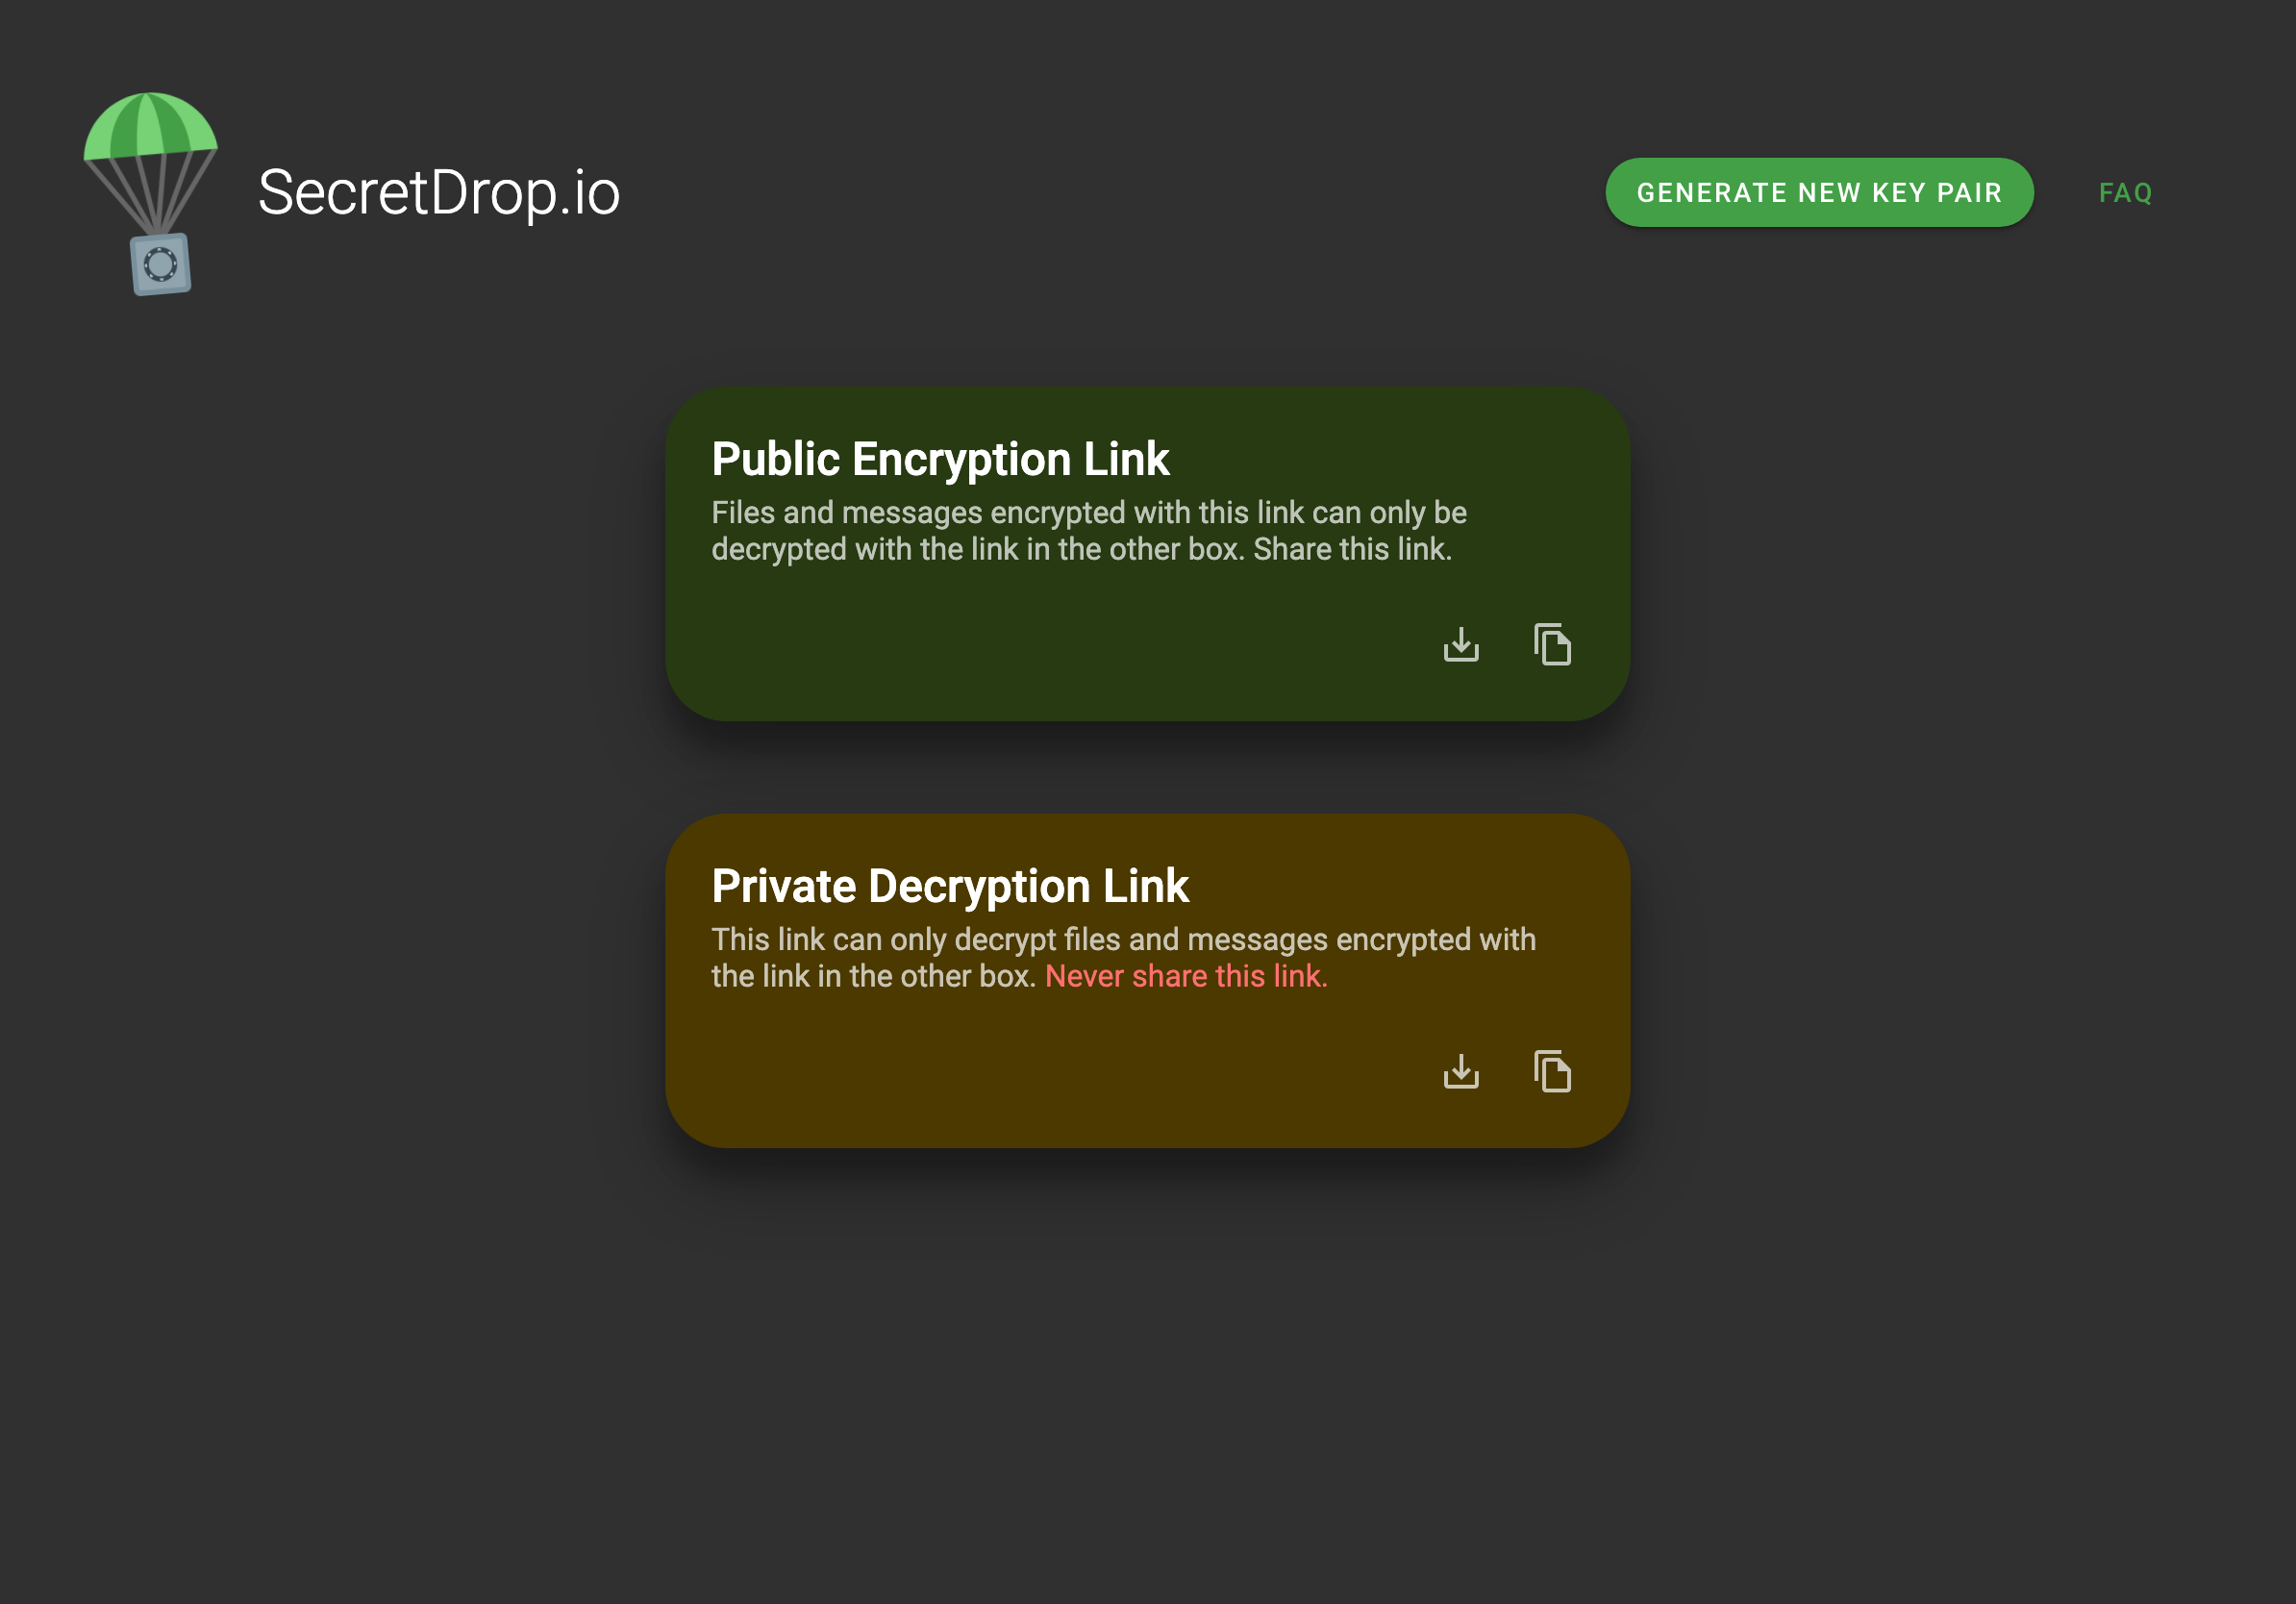 SecretDrop.io
GENERATE NEW KEY PAIR
FAQ
Public Encryption Link
Files and messages encrypted with this link can only be
decrypted with the link in the other box. Share this link.
Private Decryption Link
This link can only decrypt files and messages encrypted with
the link in the other box. Never share this link.